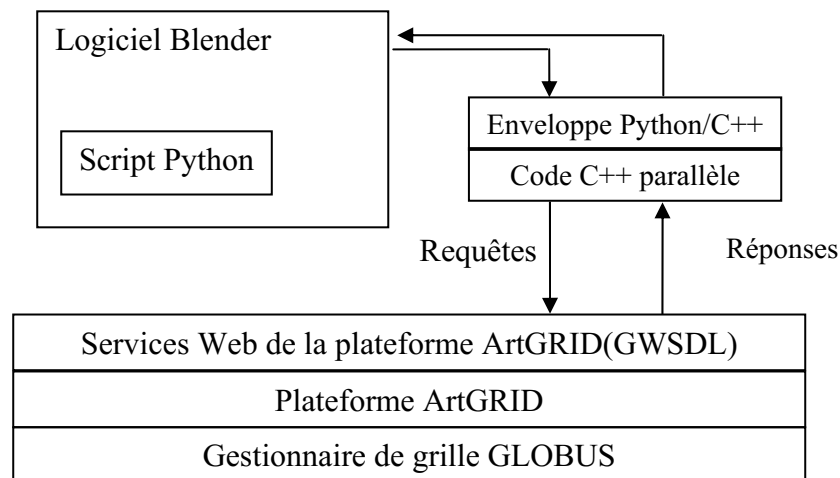 Logiciel Blender
Script Python
Enveloppe Python/C++
Code C++ parallèle
Requêtes
Réponses
Services Web de la plateforme ArtGRID(GWSDL)
Plateforme ArtGRID
Gestionnaire de grille GLOBUS